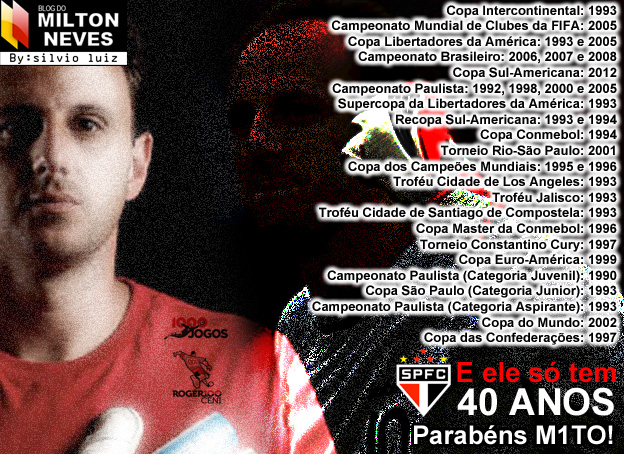 BLOG DO
MILTON
NEVES
By:silvio luiz
Copa Intercontinental: 1993
Campeonato Mundial de Clubes da FIFA: 2005
Copa Libertadores da América: 1993 e 2005
Campeonato Brasileiro: 2006, 2007 e 2008
Copa Sul-Americana: 2012
Campeonato Paulista: 1992, 1998, 2000 e 2005
Supercopa da Libertadores da América: 1993
Recopa Sul-Americana: 1993 e 1994
Copa Conmebol: 1994
Torneio Rio-São Paulo: 2001
Copa dos Campeões Mundiais: 1995 e 1996
Troféu Cidade de Los Angeles: 1993
Troféu Jalisco: 1993
Troféu Cidade de Santiago de Compostela: 1993
Copa Master da Conmebol: 1996
Torneio Constantino Cury: 1997
Copa Euro-América: 1999
Campeonato Paulista (Categoria Juvenil): 1990
Copa São Paulo (Categoria Junior): 1993
Campeonato Paulista (Categoria Aspirante): 1993
Copa do Mundo: 2002
Copa das Confederações: 1997
JOGOS
CENI
SPFC
E ele só tem
40 ANOS
Parabéns M1TO!